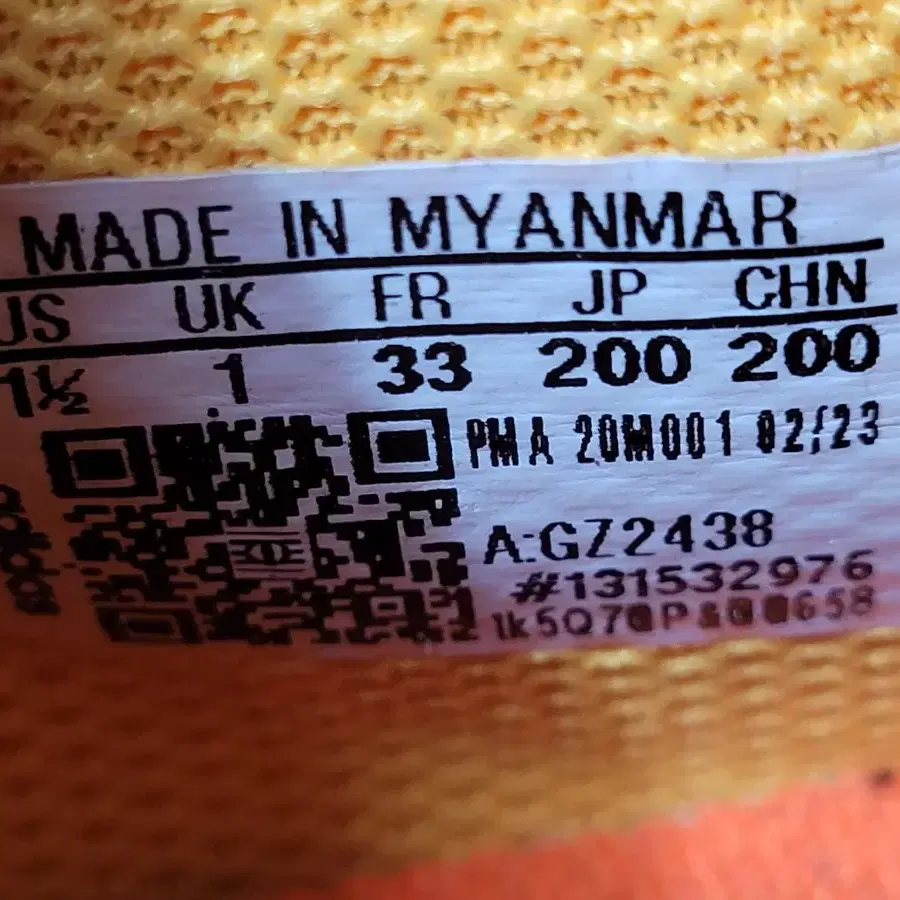 MADE IN MYANMAR
US UK FR JP CHN
1½ 1 33 200 200
PMA 20M001 02/23
A:GZ2438
#131532976